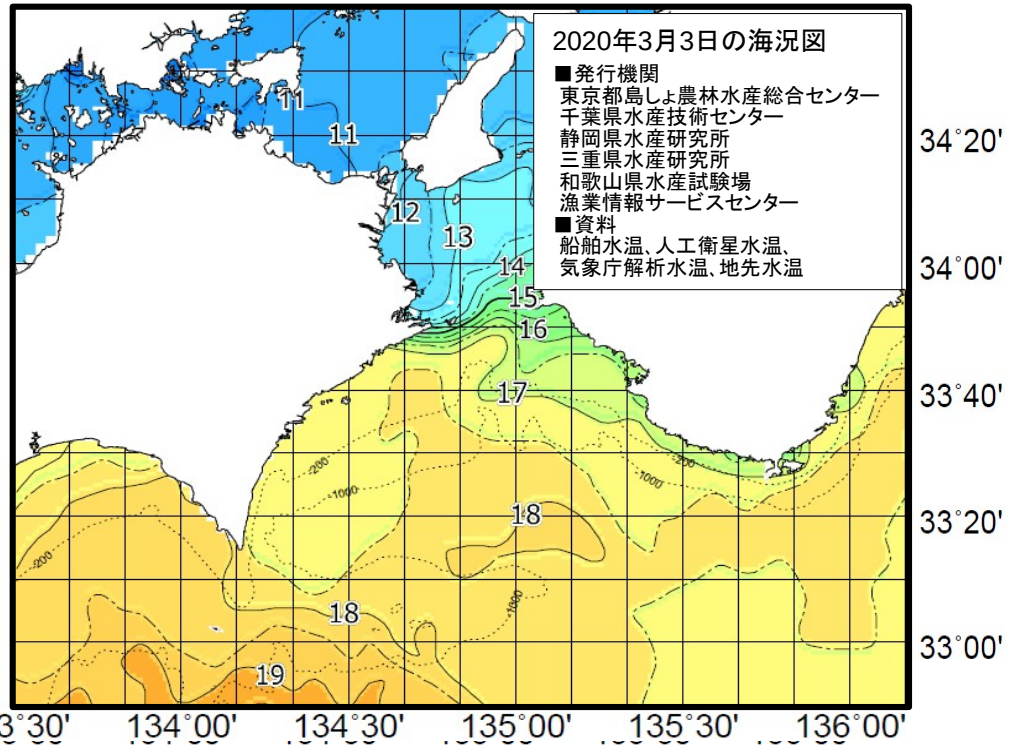 2020年3月3日の海況図
■発行機関
東京都島しょ農林水産総合センター
千葉県水産技術センター
静岡県水産研究所
三重県水産研究所
和歌山県水産試験場
漁業情報サービスセンター
■資料
船舶水温、人工衛星水温、
気象庁解析水温、地先水温
11
11
34°20'
12
13
14
34°00'
15
16
17
33°40'
-200
-200
-1000
-1000
18
33°20'
-200
-1000
18
33°00'
19
3°30' 134°00' 134°30' 135°00' 135°30' 136°00'